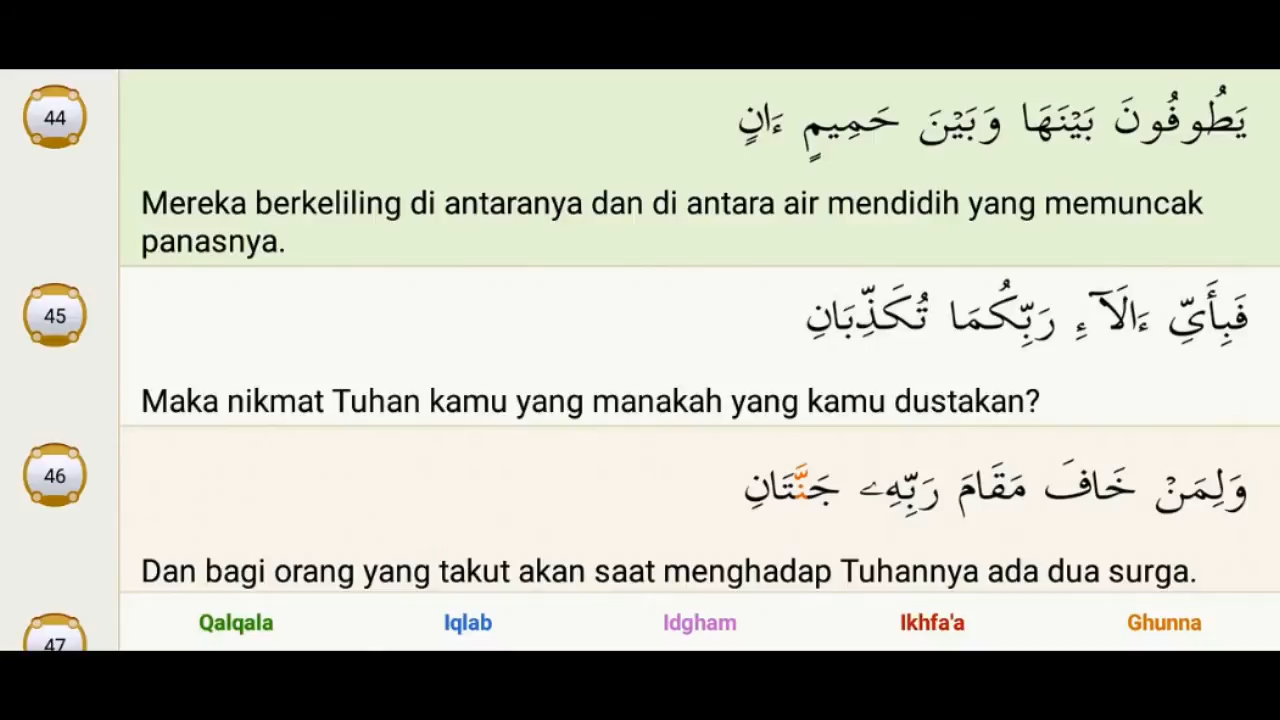 44
يَطُوفُونَ بَيْنَهَا وَبَيْنَ حَمِيمٍ ءَانٍ
Mereka berkeliling di antaranya dan di antara air mendidih yang memuncak
panasnya.
45
فَبِأَىِّ ءَالَآءِ رَبِّكُمَا تُكَذِّبَانِ
Maka nikmat Tuhan kamu yang manakah yang kamu dustakan?
46
وَلِمَنْ خَافَ مَقَامَ رَبِّهِۦ جَنَّتَانِ
Dan bagi orang yang takut akan saat menghadap Tuhannya ada dua surga.
47
Qalqala Iqlab Idgham Ikhfa'a Ghunna